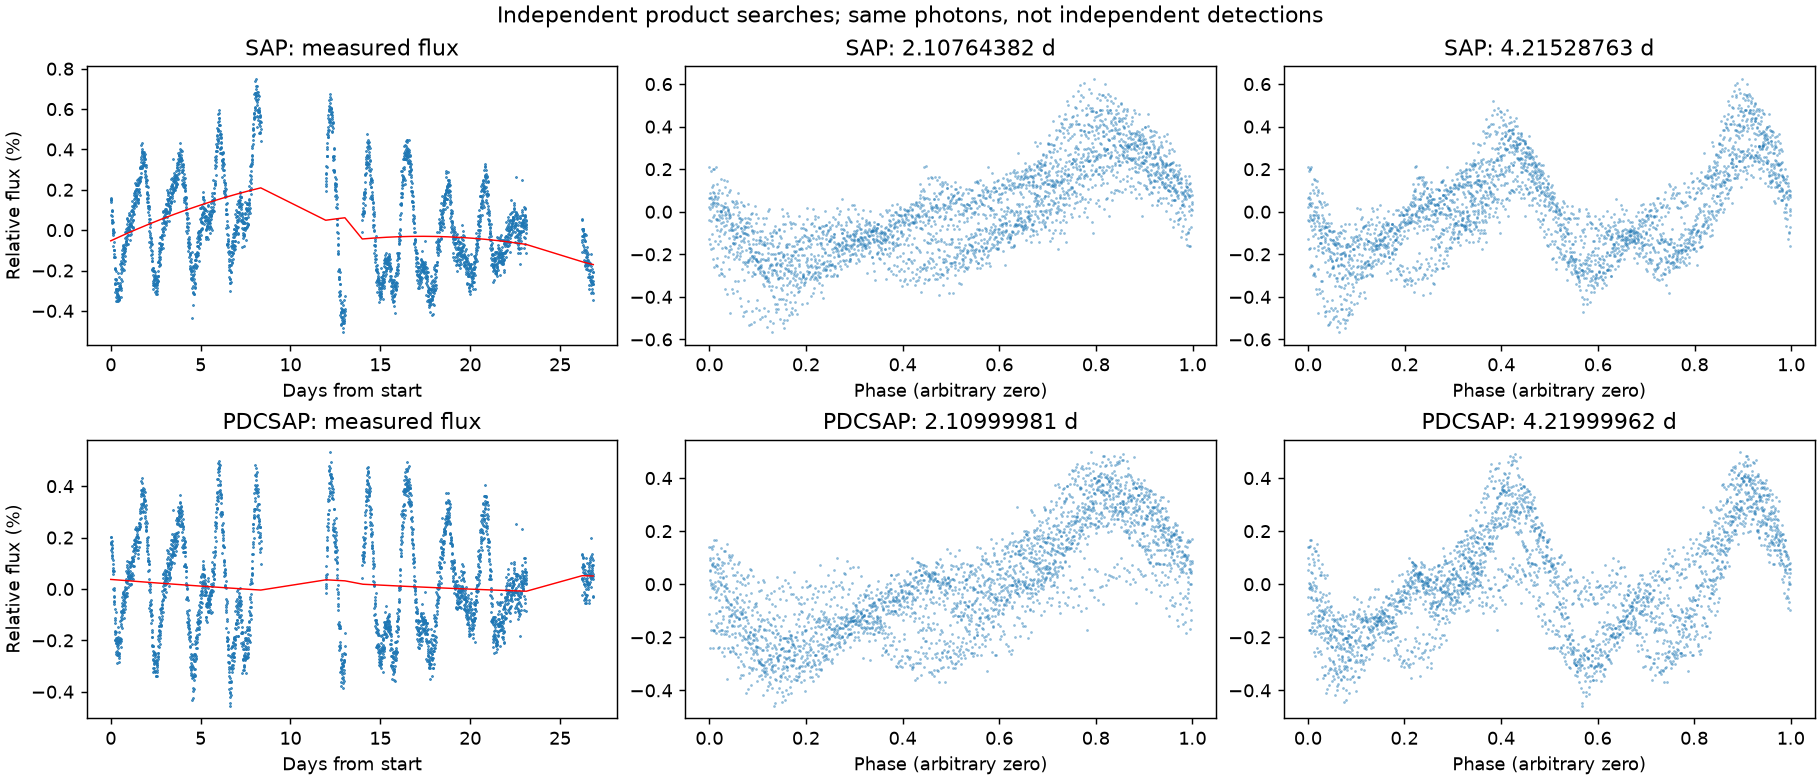 Independent product searches; same photons, not independent detections
SAP: measured flux
SAP: 2.10764382 d
SAP: 4.21528763 d
Relative flux (%)
0.8
0.6
0.4
0.2
0.0
−0.2
−0.4
0 5 10 15 20 25
Days from start
0.6
0.4
0.2
0.0
−0.2
−0.4
−0.6
0.0 0.2 0.4 0.6 0.8 1.0
Phase (arbitrary zero)
0.6
0.4
0.2
0.0
−0.2
−0.4
−0.6
0.0 0.2 0.4 0.6 0.8 1.0
Phase (arbitrary zero)
PDCSAP: measured flux
PDCSAP: 2.10999981 d
PDCSAP: 4.21999962 d
Relative flux (%)
0.4
0.2
0.0
−0.2
−0.4
0 5 10 15 20 25
Days from start
0.4
0.2
0.0
−0.2
−0.4
0.0 0.2 0.4 0.6 0.8 1.0
Phase (arbitrary zero)
0.4
0.2
0.0
−0.2
−0.4
0.0 0.2 0.4 0.6 0.8 1.0
Phase (arbitrary zero)